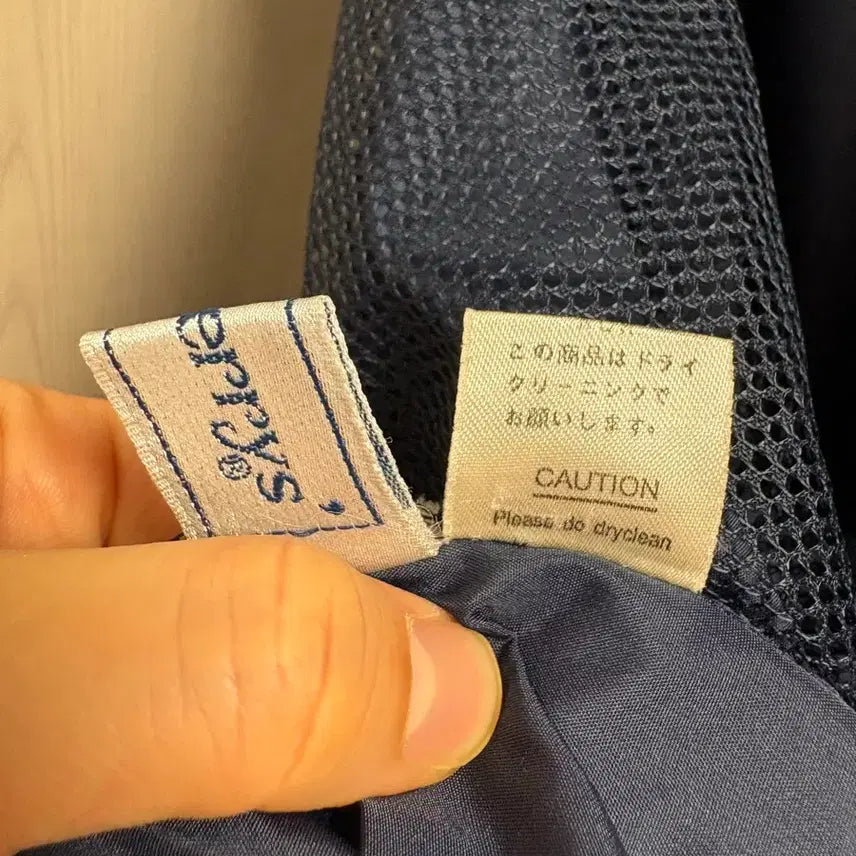 erry's®
この商品はドライ
クリーニングで
お願いします。
CAUTION
Please do dryclean